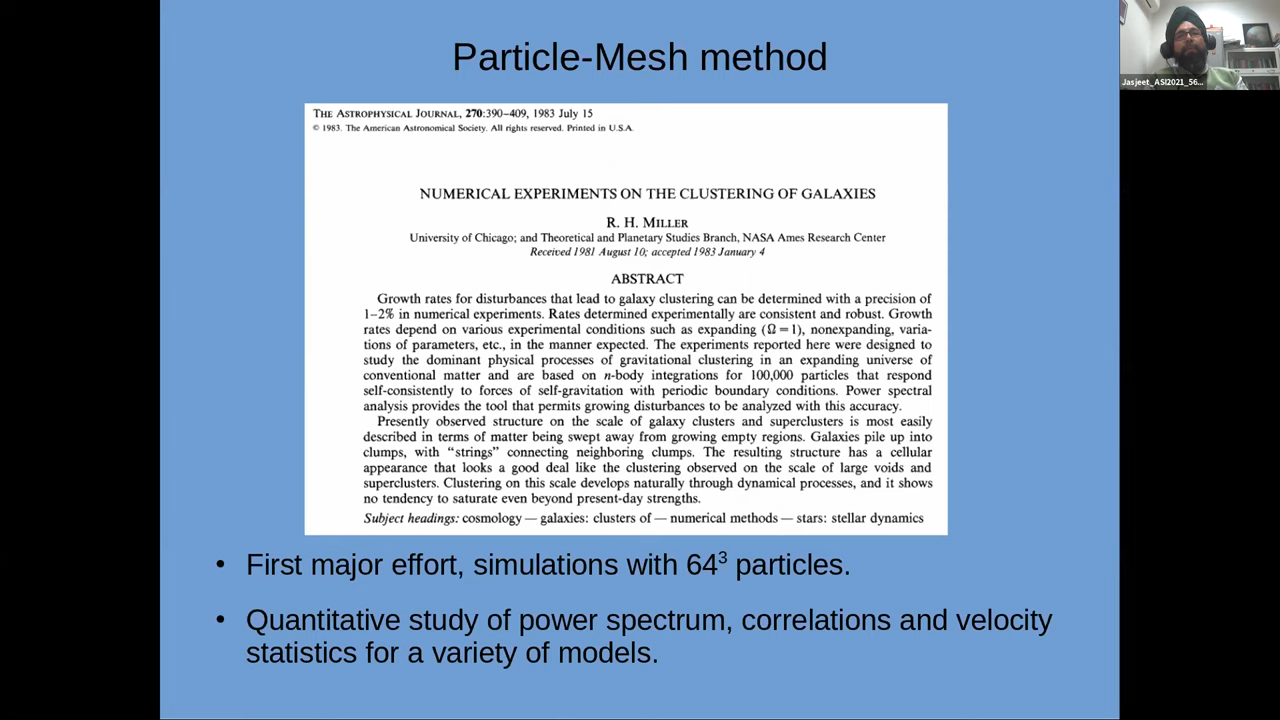 Particle-Mesh method
Jasjeet_ASI2021_56...
THE ASTROPHYSICAL JOURNAL, 270:390–409, 1983 July 15
© 1983. The American Astronomical Society. All rights reserved. Printed in U.S.A.
NUMERICAL EXPERIMENTS ON THE CLUSTERING OF GALAXIES
R. H. MILLER
University of Chicago; and Theoretical and Planetary Studies Branch, NASA Ames Research Center
Received 1981 August 10; accepted 1983 January 4
ABSTRACT
Growth rates for disturbances that lead to galaxy clustering can be determined with a precision of
1–2% in numerical experiments. Rates determined experimentally are consistent and robust. Growth
rates depend on various experimental conditions such as expanding (Ω = 1), nonexpanding, varia-
tions of parameters, etc., in the manner expected. The experiments reported here were designed to
study the dominant physical processes of gravitational clustering in an expanding universe of
conventional matter and are based on n-body integrations for 100,000 particles that respond
self-consistently to forces of self-gravitation with periodic boundary conditions. Power spectral
analysis provides the tool that permits growing disturbances to be analyzed with this accuracy.
Presently observed structure on the scale of galaxy clusters and superclusters is most easily
described in terms of matter being swept away from growing empty regions. Galaxies pile up into
clumps, with “strings” connecting neighboring clumps. The resulting structure has a cellular
appearance that looks a good deal like the clustering observed on the scale of large voids and
superclusters. Clustering on this scale develops naturally through dynamical processes, and it shows
no tendency to saturate even beyond present-day strengths.
Subject headings: cosmology — galaxies: clusters of — numerical methods — stars: stellar dynamics
• First major effort, simulations with 64³ particles.
• Quantitative study of power spectrum, correlations and velocity
statistics for a variety of models.